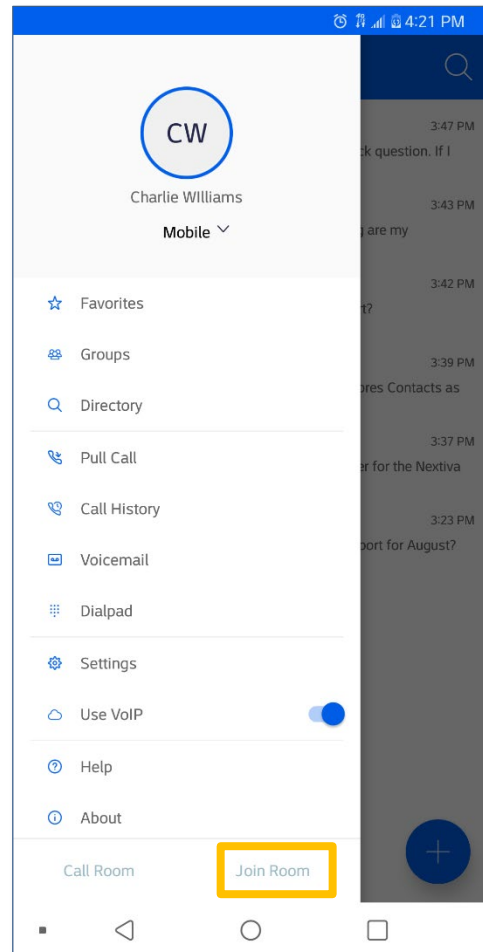 4:21 PM
CW
Charlie WIlliams
Mobile
3:47 PM
k question. If I
3:43 PM
are my
3:42 PM
3:39 PM
ores Contacts as
3:37 PM
er for the Nextiva
3:23 PM
port for August?
Favorites
Groups
Directory
Pull Call
Call History
Voicemail
Dialpad
Settings
Use VoIP
Help
About
Call Room
Join Room